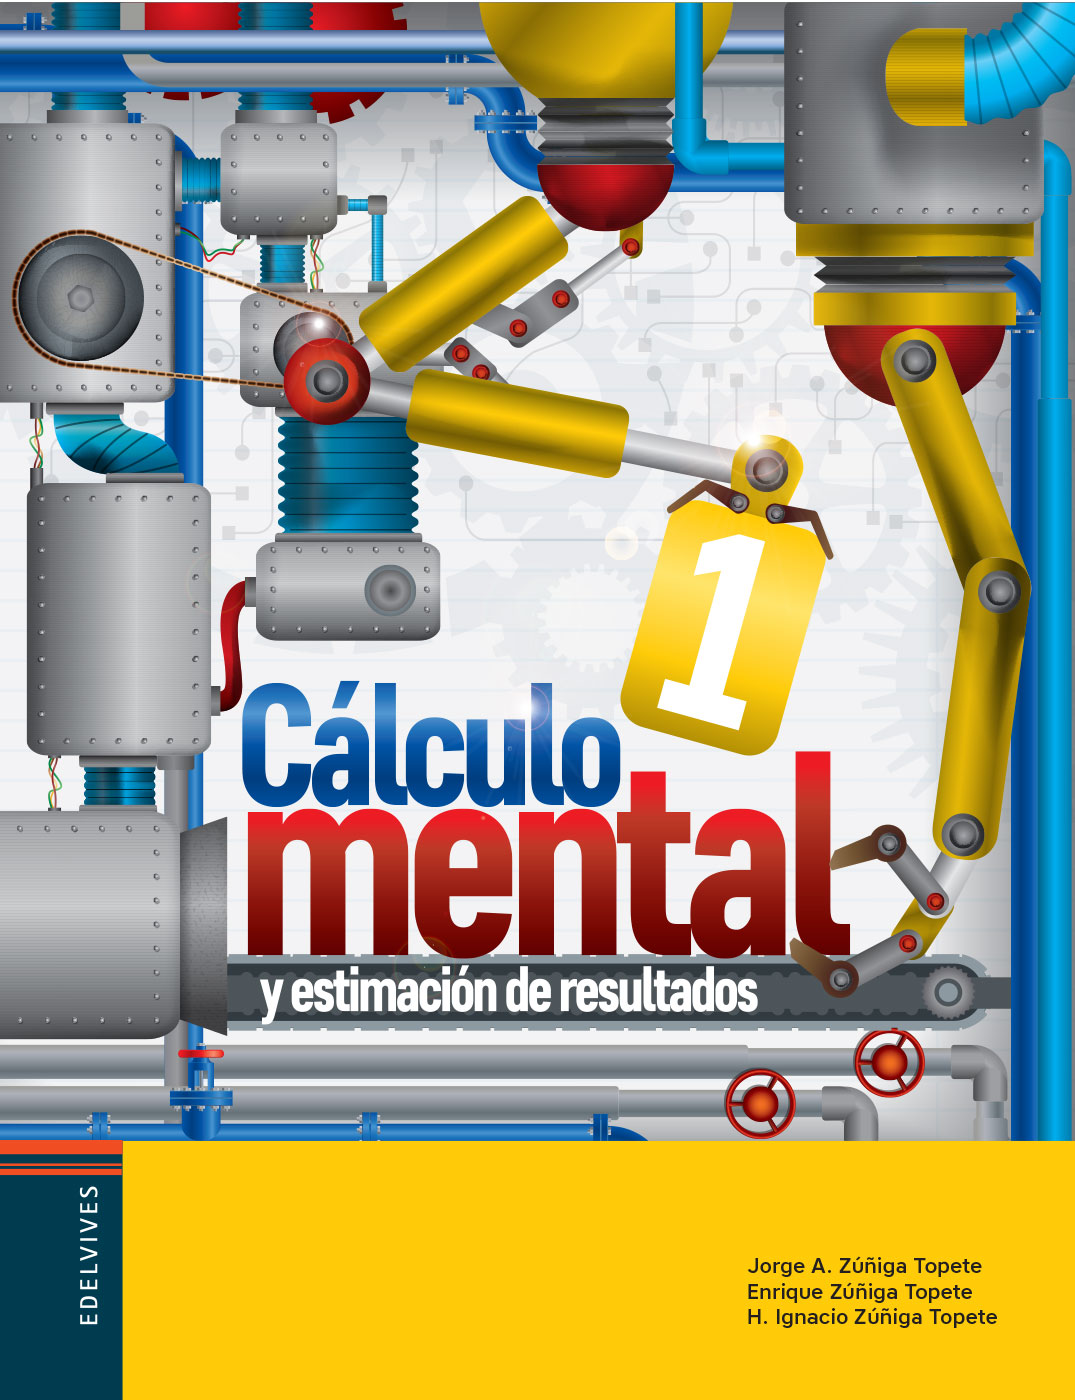 1
Cálculo
mental
y estimación de resultados
EDELVIVES
Jorge A. Zúñiga Topete
Enrique Zúñiga Topete
H. Ignacio Zúñiga Topete